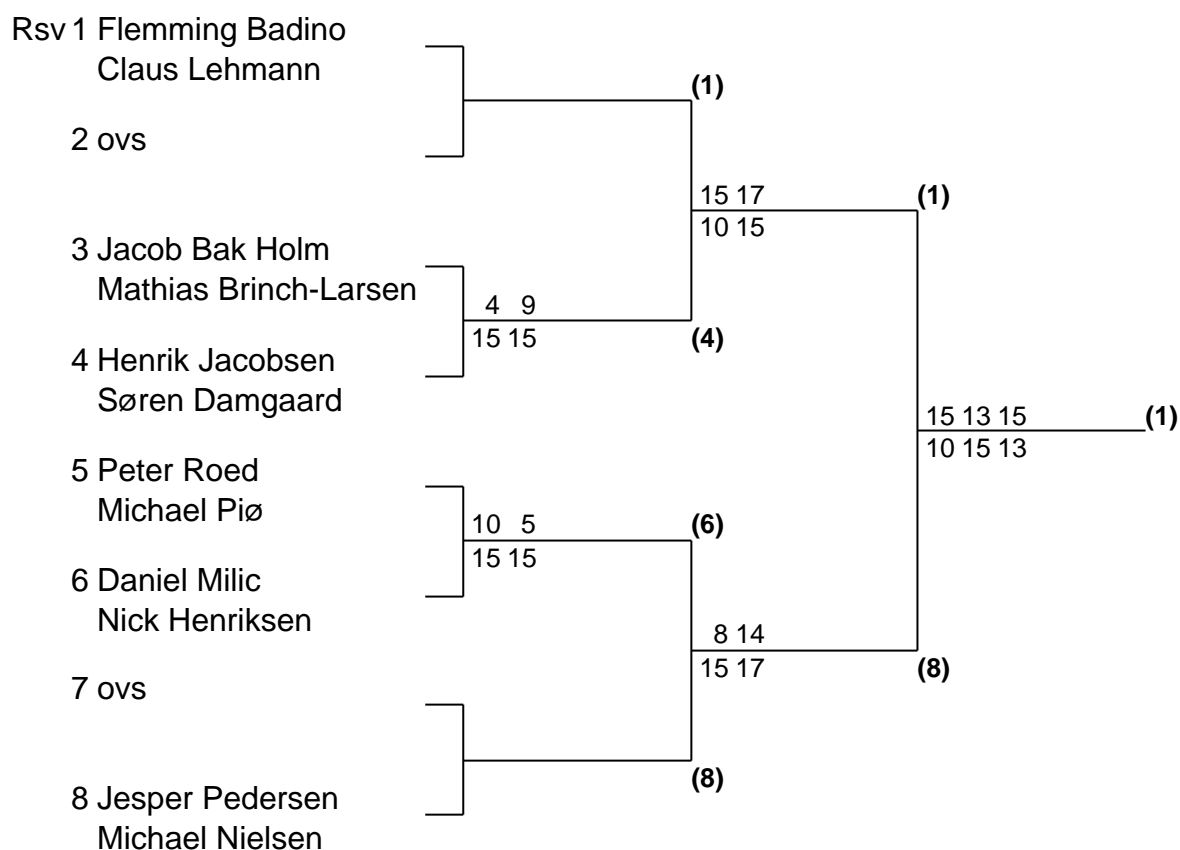 Rsv 1 Flemming Badino
Claus Lehmann
(1)
2 ovs
15 17
(1)
10 15
3 Jacob Bak Holm
Mathias Brinch-Larsen
4 9
15 15
(4)
4 Henrik Jacobsen
Søren Damgaard
15 13 15
(1)
10 15 13
5 Peter Roed
Michael Piø
10 5
(6)
15 15
6 Daniel Milic
Nick Henriksen
8 14
15 17
(8)
7 ovs
(8)
8 Jesper Pedersen
Michael Nielsen